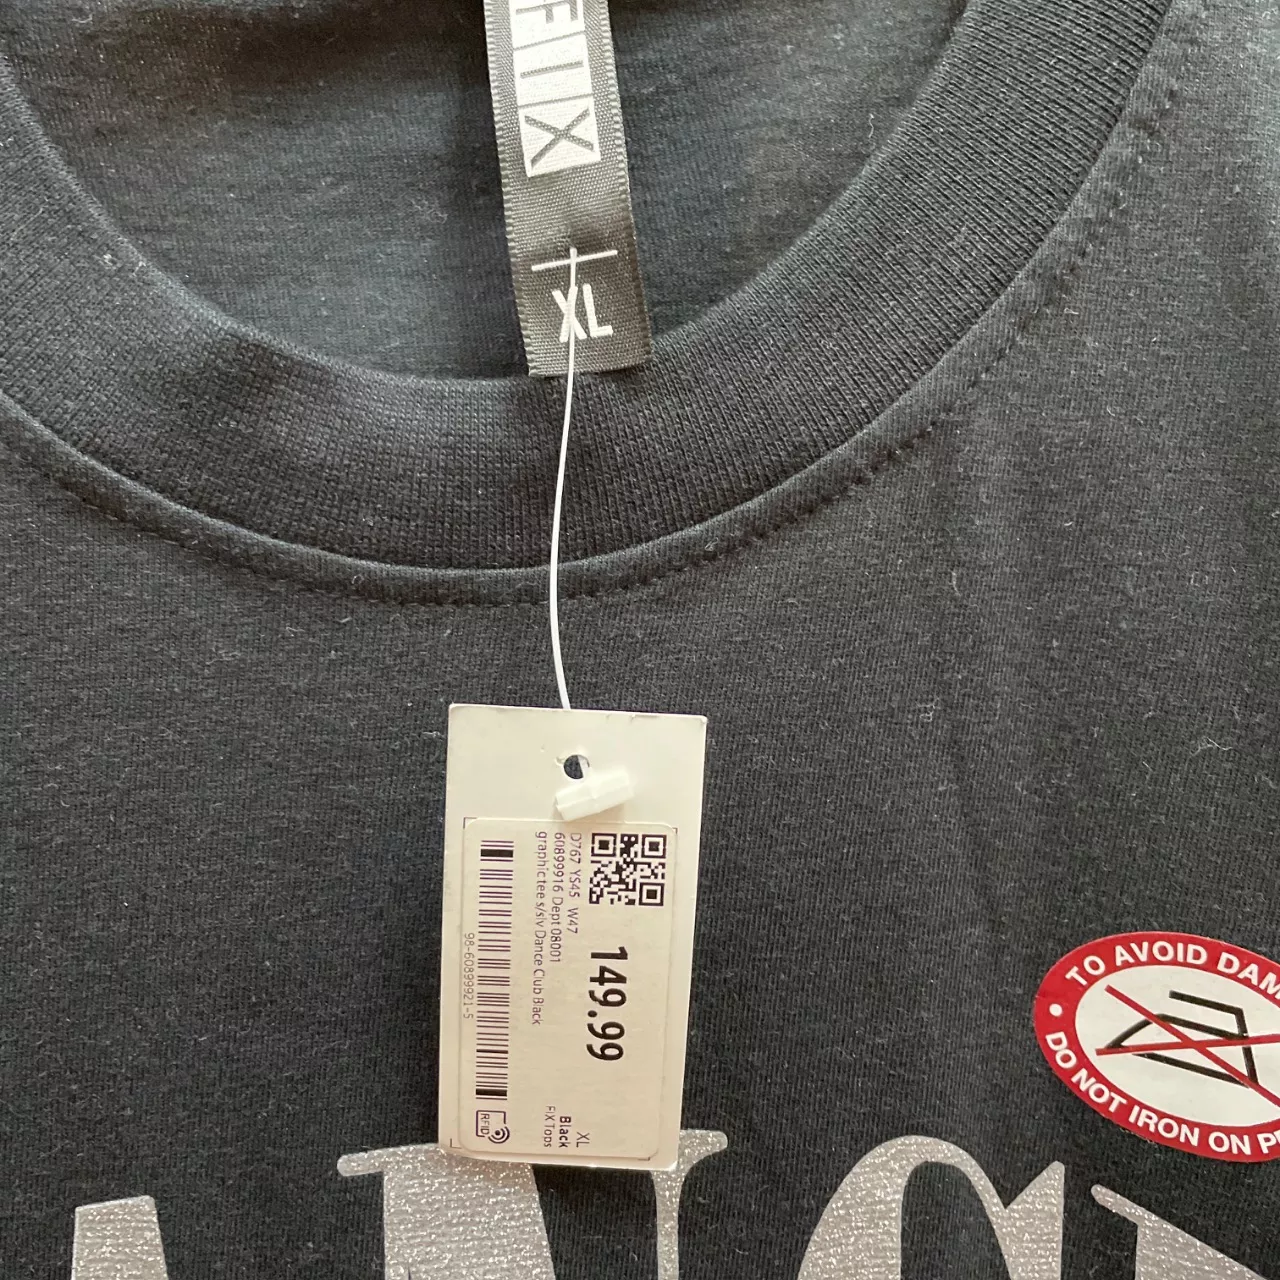 FIX
XL
D767 YS45 W47
60899916 Dept 08001
graphic tee s/slv Dance Club Back
149.99
98-60899921-5
XL
Black
FIX Tops
RFID
TO AVOID DAM
DO NOT IRON ON P
ANC